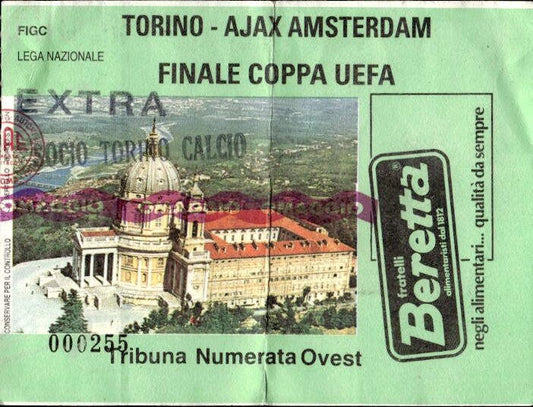 FIGC
LEGA NAZIONALE
TORINO - AJAX AMSTERDAM
FINALE COPPA UEFA
EXTRA
SOCIO TORINO CALCIO
CONSERVARE PER IL CONTROLLO
000255
Tribuna Numerata Ovest
fratelli
Beretta®
alimentaristi dal 1812
negli alimentari... qualità da sempre